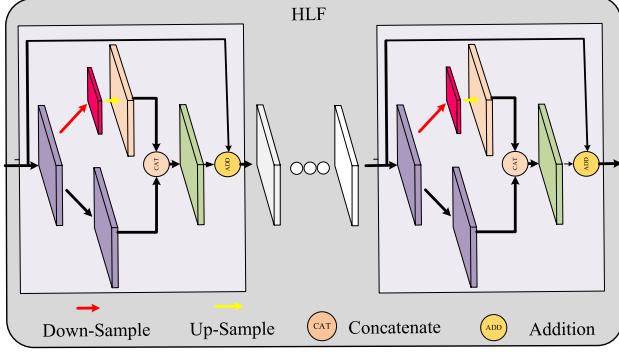 HLF
CAT
ADD
CAT
ADD
Down-Sample
Up-Sample
CAT
Concatenate
ADD
Addition